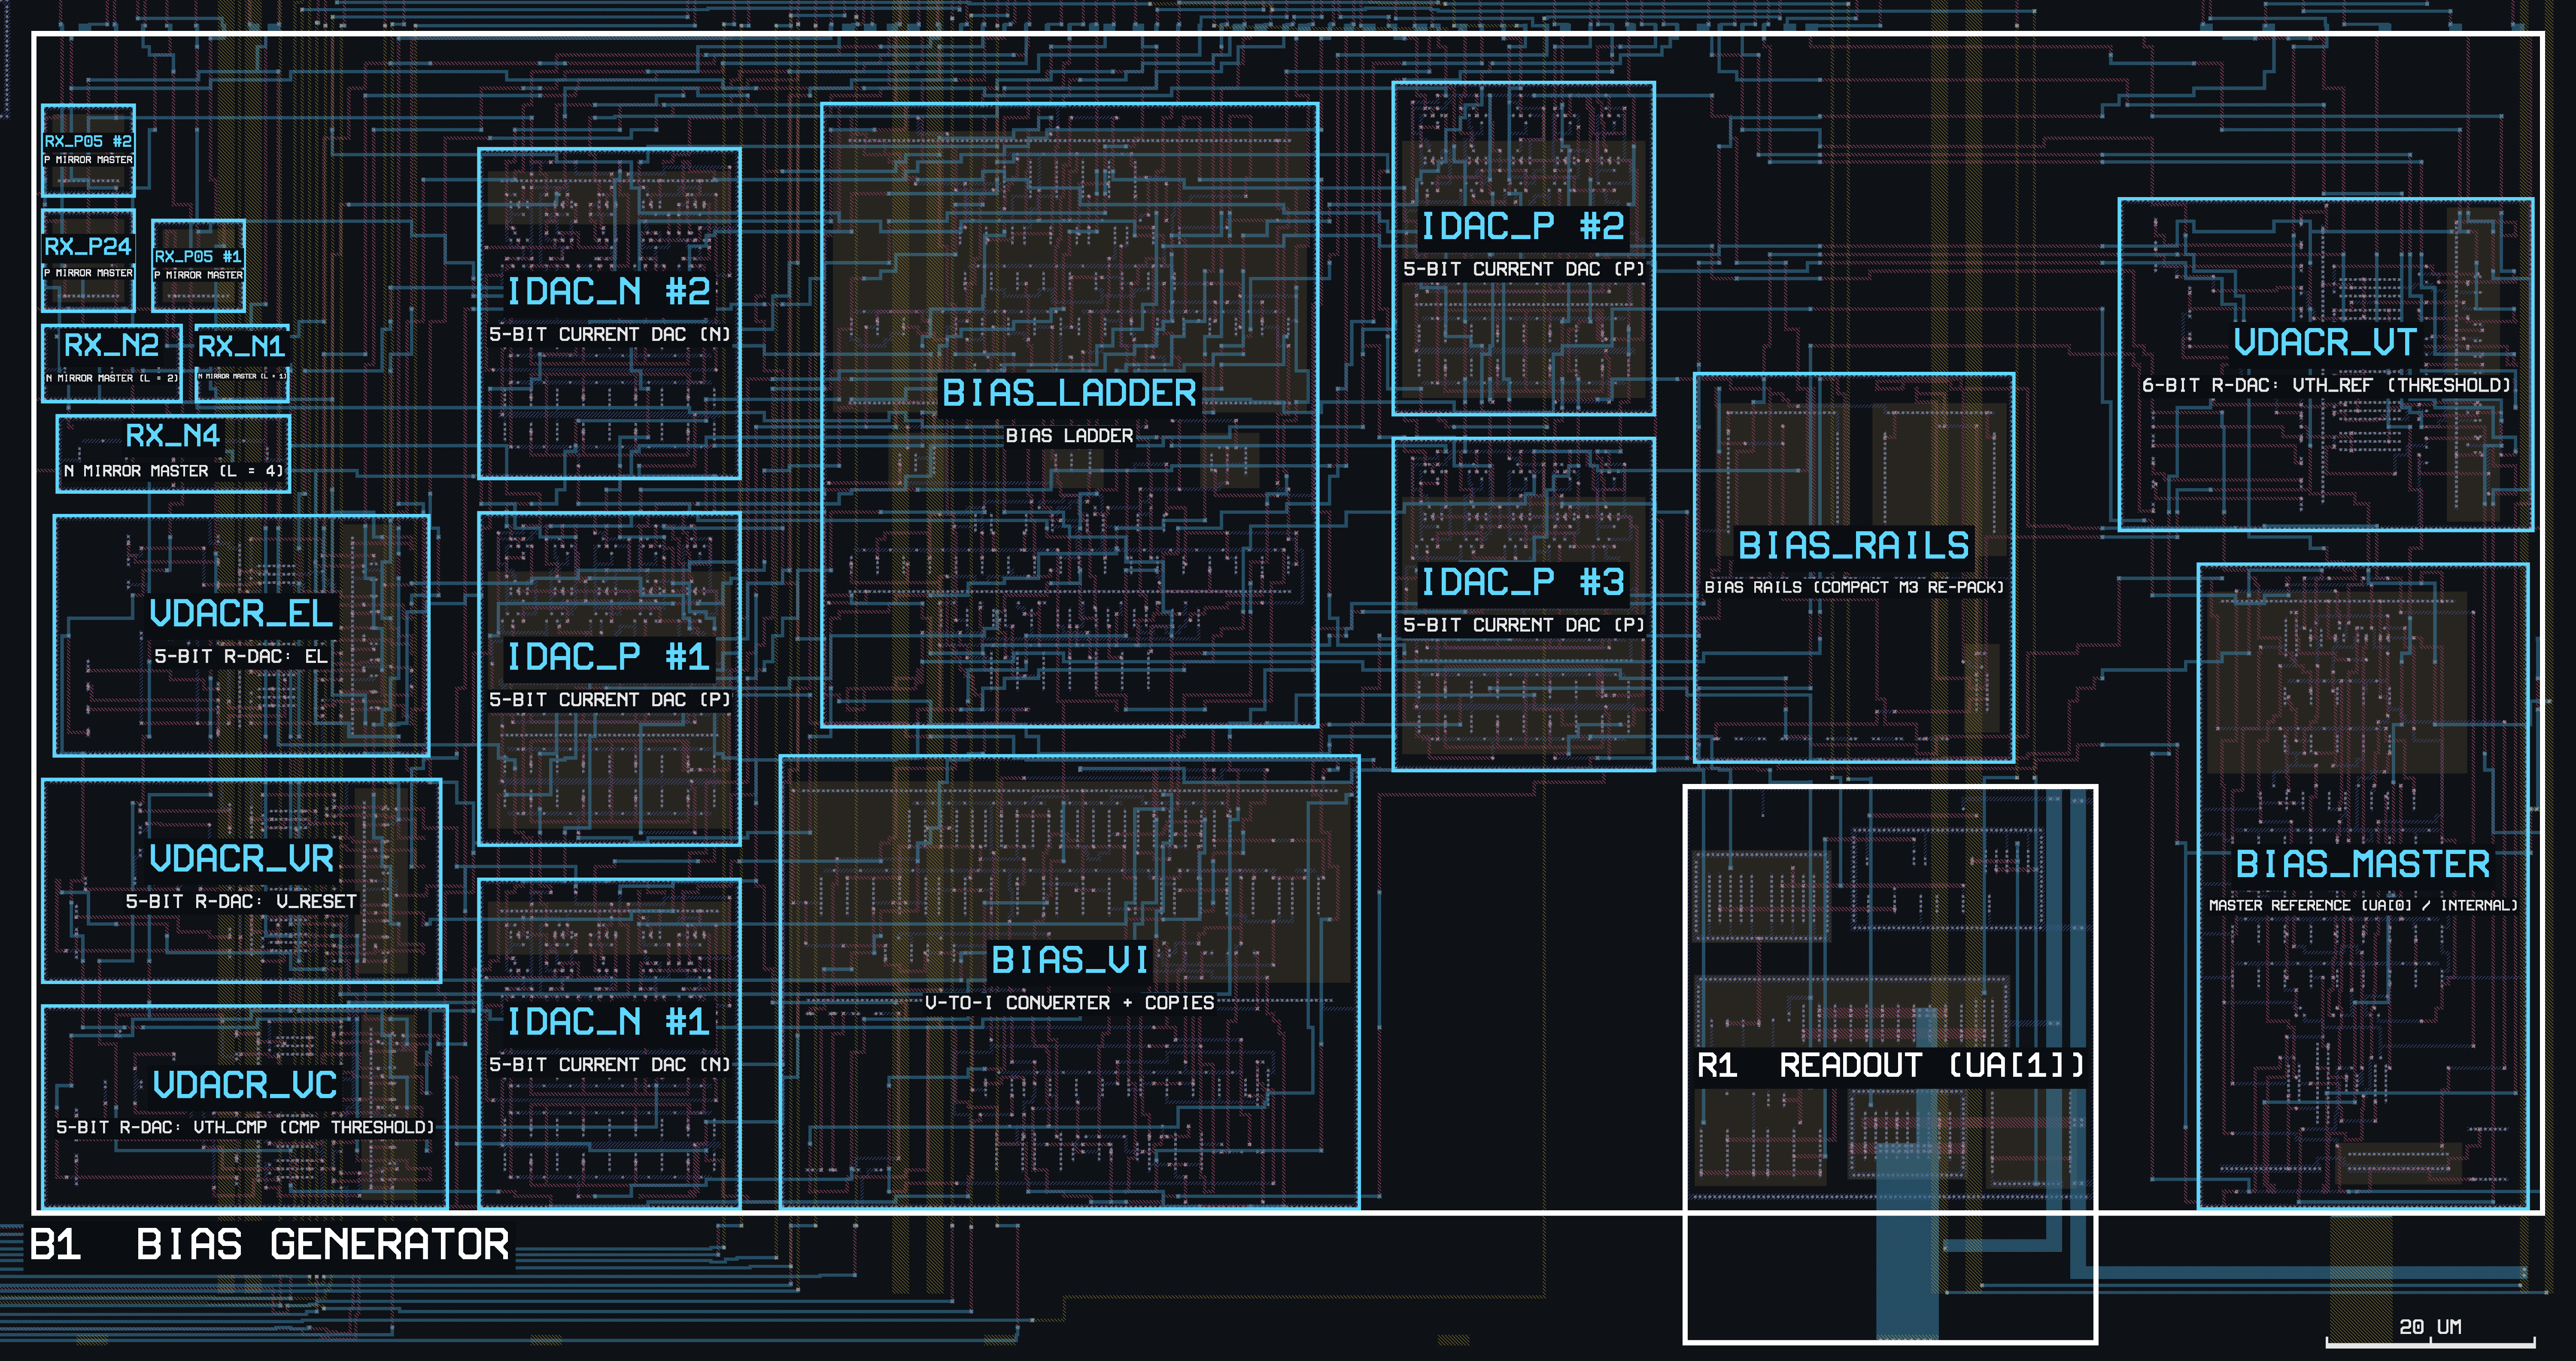 RX_P05 #2
P MIRROR MASTER
RX_P24
P MIRROR MASTER
RX_P05 #1
P MIRROR MASTER
RX_N2
N MIRROR MASTER (L = 2)
RX_N1
N MIRROR MASTER (L = 1)
RX_N4
N MIRROR MASTER (L = 4)
VDACR_EL
5-BIT R-DAC: EL
VDACR_VR
5-BIT R-DAC: V_RESET
VDACR_VC
5-BIT R-DAC: VTH_CMP (CMP THRESHOLD)
IDAC_N #2
5-BIT CURRENT DAC (N)
IDAC_P #1
5-BIT CURRENT DAC (P)
IDAC_N #1
5-BIT CURRENT DAC (N)
BIAS_LADDER
BIAS LADDER
BIAS_VI
V-TO-I CONVERTER + COPIES
IDAC_P #2
5-BIT CURRENT DAC (P)
IDAC_P #3
5-BIT CURRENT DAC (P)
BIAS_RAILS
BIAS RAILS (COMPACT M3 RE-PACK)
R1 READOUT (UA[1])
VDACR_VT
6-BIT R-DAC: VTH_REF (THRESHOLD)
BIAS_MASTER
MASTER REFERENCE (UA[0] / INTERNAL)
B1 BIAS GENERATOR
20 UM